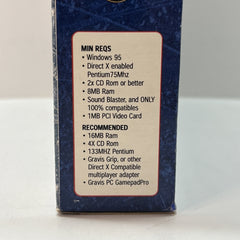 MIN REQS
• Windows 95
• Direct X enabled
Pentium75Mhz
• 2x CD Rom or better
• 8MB Ram
• Sound Blaster, and ONLY
100% compatibles
• 1MB PCI Video Card
RECOMMENDED
• 16MB Ram
• 4X CD Rom
• 133MHZ Pentium
• Gravis Grip, or other
Direct X Compatible
multiplayer adapter
• Gravis PC GamepadPro